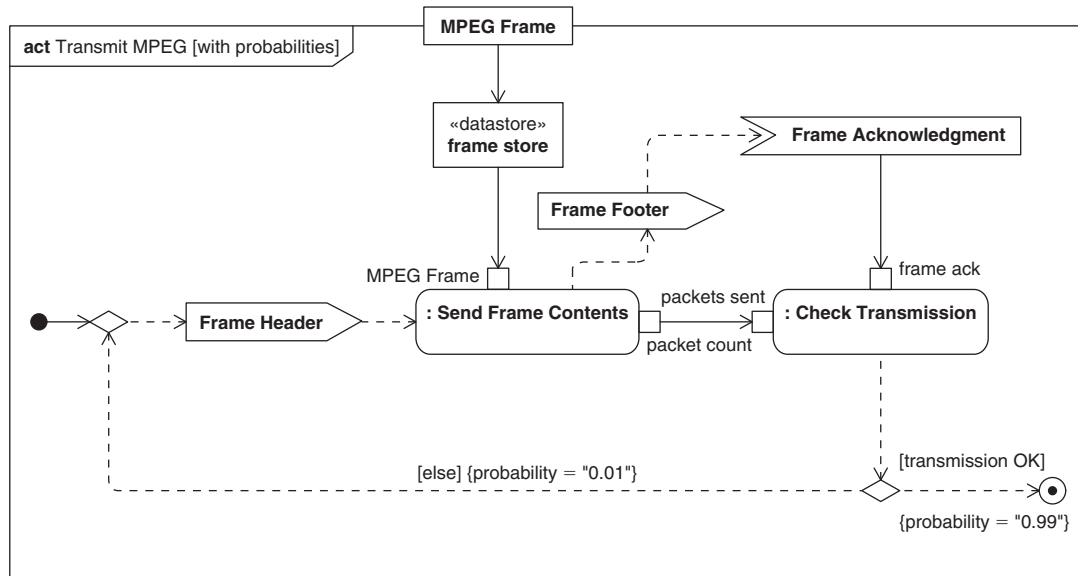 MPEG Frame
act Transmit MPEG [with probabilities]
«datastore»
frame store
Frame Acknowledgment
Frame Footer
MPEG Frame
frame ack
Frame Header
: Send Frame Contents
packets sent
packet count
: Check Transmission
[else] {probability = "0.01"}
[transmission OK]
{probability = "0.99"}